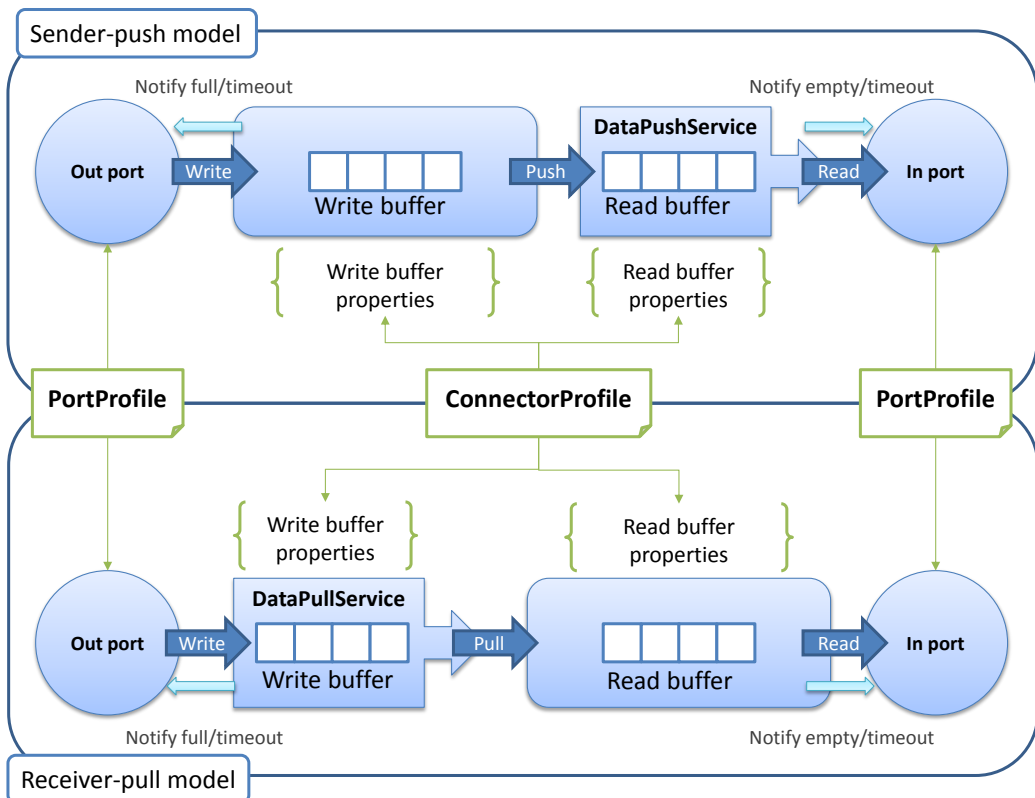 Sender-push model
Notify full/timeout
Notify empty/timeout
DataPushService
Out port
Write
Push
Read
In port
Write buffer
Read buffer
Write buffer
properties
Read buffer
properties
PortProfile
ConnectorProfile
PortProfile
Write buffer
properties
Read buffer
properties
DataPullService
Out port
Write
Pull
Read
In port
Write buffer
Read buffer
Notify full/timeout
Notify empty/timeout
Receiver-pull model